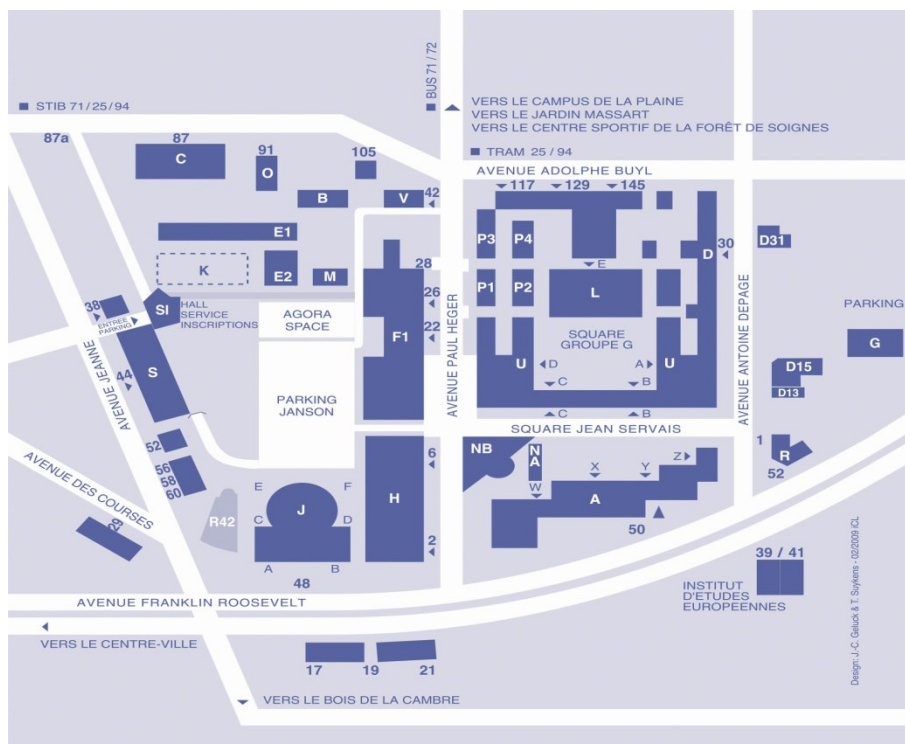 BUS 71 / 72
STIB 71 / 25 / 94
VERS LE CAMPUS DE LA PLAINE
VERS LE JARDIN MASSART
VERS LE CENTRE SPORTIF DE LA FORÊT DE SOIGNES
87a
87
91
105
TRAM 25 / 94
AVENUE ADOLPHE BUYL
C
O
B
V
42
117
129
145
E1
E2
K
M
28
26
22
P3
P4
P1
P2
E
L
D
30
D31
38
SI
HALL
SERVICE
INSCRIPTIONS
ENTREE
PARKING
AGORA
SPACE
F1
AVENUE PAUL HEGER
SQUARE
GROUPE G
U
D
A
U
C
B
C
B
AVENUE ANTOINE DEPAGE
PARKING
G
D15
D13
44
S
AVENUE JEANNE
PARKING
JANSON
SQUARE JEAN SERVAIS
52
56
58
60
AVENUE DES COURSES
29
R42
E
F
J
C
D
A
B
48
6
H
2
NB
NA
W
X
Y
Z
A
50
1
R
52
39 / 41
INSTITUT
D'ETUDES
EUROPEENNES
AVENUE FRANKLIN ROOSEVELT
VERS LE CENTRE-VILLE
17
19
21
VERS LE BOIS DE LA CAMBRE
Design: J.-C. Geluck & T. Suykens - 02/2009 iCL